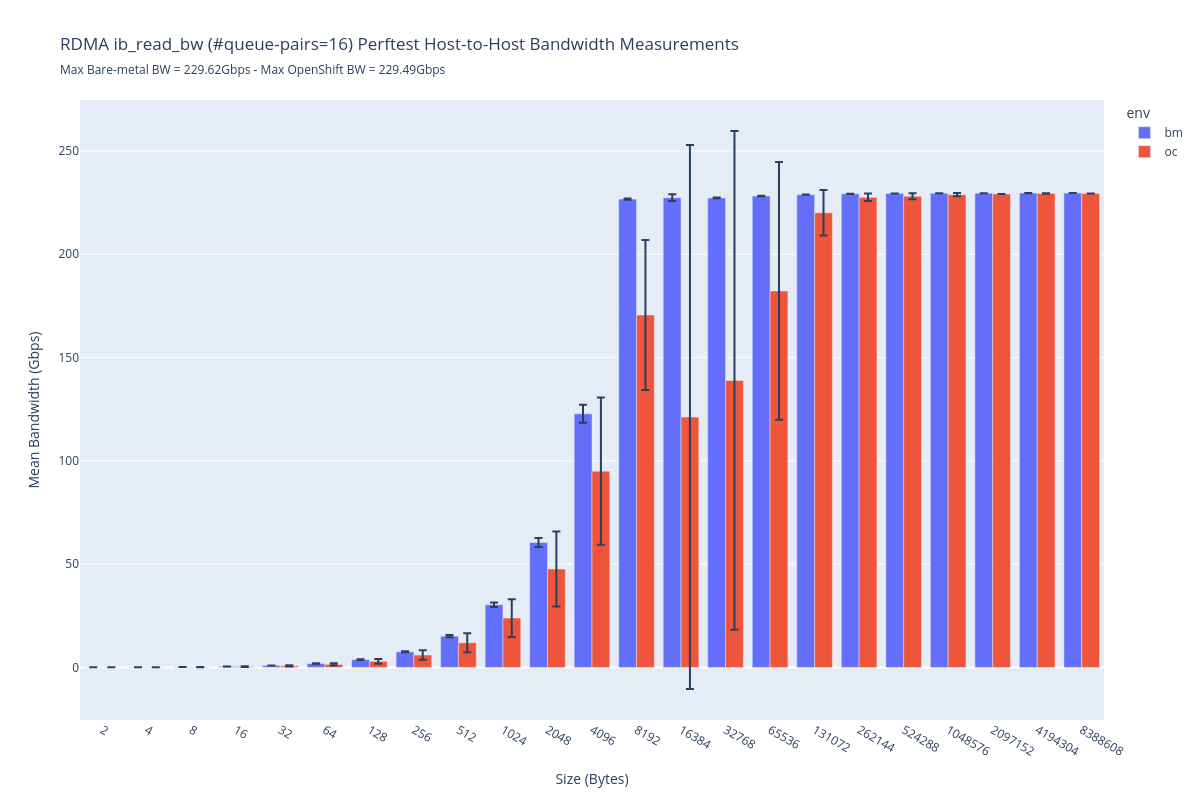 RDMA ib_read_bw (#queue-pairs=16) Perftest Host-to-Host Bandwidth Measurements
Max Bare-metal BW = 229.62Gbps - Max OpenShift BW = 229.49Gbps
env
bm
oc
Mean Bandwidth (Gbps)
250
200
150
100
50
0
2 4 8 16 32 64 128 256 512 1024 2048 4096 8192 16384 32768 65536 131072 262144 524288 1048576 2097152 4194304 8388608
Size (Bytes)